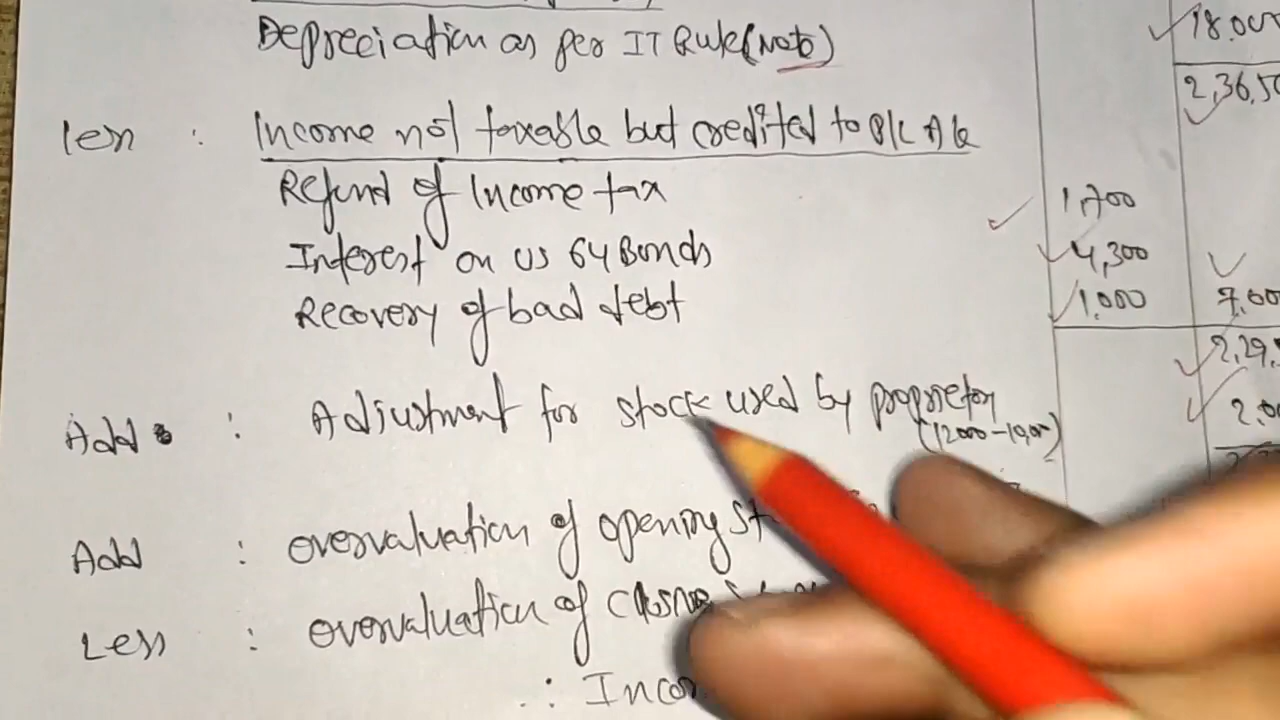 Depreciation as per IT Rule (Note) 18,00
2,36,50
Less : Income not taxable but credited to P/L A/c
Refund of Income tax 1,700
Interest on US 64 Bonds 4,300
Recovery of bad debt 1,000 7,00
2,29,
Add : Adjustment for stock used by proprietor 2,0
(12000-10,00)
Add : overvaluation of opening st
Less : overvaluation of closing
∴ Incom